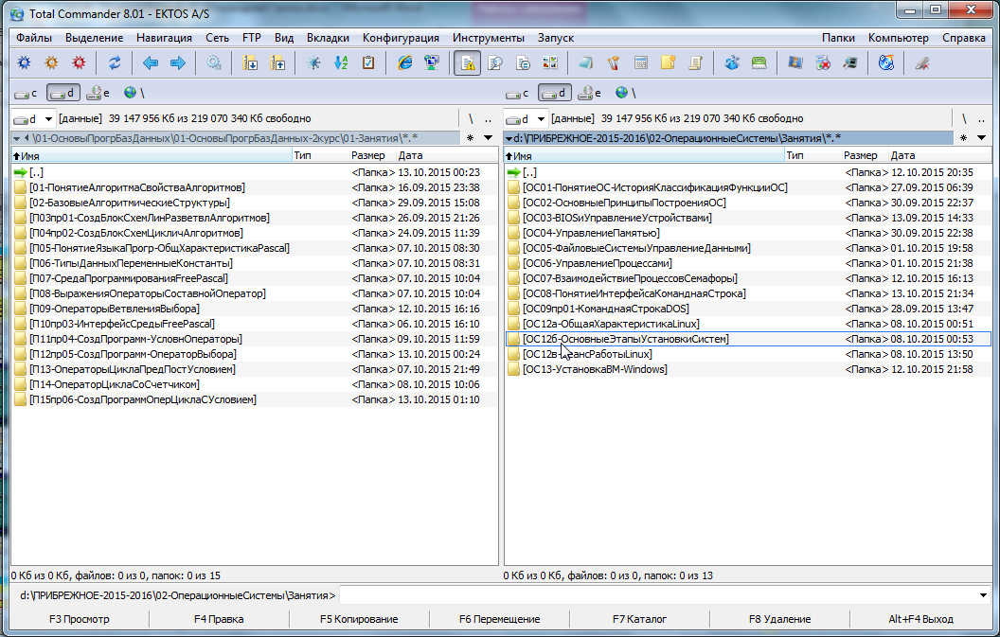 Total Commander 8.01 - EKTOS A/S
Файлы Выделение Навигация Сеть FTP Вид Вкладки Конфигурация Инструменты Запуск Папки Компьютер Справка
c d e \ c d e \
d [данные] 39 147 956 Кб из 219 070 340 Кб свободно \ .. d [данные] 39 147 956 Кб из 219 070 340 Кб свободно \ ..
\01-ОсновыПрогрБазДанных\01-ОсновыПрогрБазДанных-2курс\01-Занятия\*.* * d:\ПРИБРЕЖНОЕ-2015-2016\02-ОперационныеСистемы\Занятия\*.* *
Имя Тип Размер Дата Имя Тип Размер Дата
[..] <Папка> 13.10.2015 00:23 [..] <Папка> 12.10.2015 20:35
[01-ПонятиеАлгоритмаСвойстваАлгоритмов] <Папка> 16.09.2015 23:38 [ОС01-ПонятиеОС-ИсторияКлассификацияФункцииОС] <Папка> 27.09.2015 06:39
[02-БазовыеАлгоритмическиеСтруктуры] <Папка> 29.09.2015 15:08 [ОС02-ОсновныеПринципыПостроенияОС] <Папка> 30.09.2015 22:37
[П03пр01-СоздБлокСхемЛинРазветвлАлгоритмов] <Папка> 26.09.2015 21:26 [ОС03-BIOSиУправлениеУстройствами] <Папка> 13.09.2015 14:33
[П04пр02-СоздБлокСхемЦикличАлгоритмов] <Папка> 24.09.2015 11:39 [ОС04-УправлениеПамятью] <Папка> 30.09.2015 22:38
[П05-ПонятиеЯзыкаПрогр-ОбщХарактеристикаPascal] <Папка> 07.10.2015 08:30 [ОС05-ФайловыеСистемыУправлениеДанными] <Папка> 01.10.2015 19:58
[П06-ТипыДанныхПеременныеКонстанты] <Папка> 07.10.2015 08:31 [ОС06-УправлениеПроцессами] <Папка> 01.10.2015 21:38
[П07-СредаПрограммированияFreePascal] <Папка> 07.10.2015 10:04 [ОС07-ВзаимодействиеПроцессовСемафоры] <Папка> 12.10.2015 16:13
[П08-ВыраженияОператорыСоставнойОператор] <Папка> 07.10.2015 10:04 [ОС08-ПонятиеИнтерфейсаКоманднаяСтрока] <Папка> 13.10.2015 21:34
[П09-ОператорыВетвленияВыбора] <Папка> 12.10.2015 16:16 [ОС09пр01-КоманднаяСтрокаDOS] <Папка> 28.09.2015 13:47
[П10пр03-ИнтерфейсСредыFreePascal] <Папка> 06.10.2015 16:10 [ОС12а-ОбщаяХарактеристикаLinux] <Папка> 08.10.2015 00:51
[П11пр04-СоздПрограмм-УсловнОператоры] <Папка> 09.10.2015 11:59 [ОС12б-ОсновныеЭтапыУстановкиСистем] <Папка> 08.10.2015 00:53
[П12пр05-СоздПрограмм-ОператорВыбора] <Папка> 13.10.2015 00:24 [ОС12в-СеансРаботыLinux] <Папка> 08.10.2015 13:50
[П13-ОператорыЦиклаПредПостУсловием] <Папка> 07.10.2015 21:49 [ОС13-УстановкаВМ-Windows] <Папка> 12.10.2015 21:58
[П14-ОператорЦиклаСоСчетчиком] <Папка> 08.10.2015 10:06
[П15пр06-СоздПрограммОперЦиклаСУсловием] <Папка> 13.10.2015 01:10
0 Кб из 0 Кб, файлов: 0 из 0, папок: 0 из 15 0 Кб из 0 Кб, файлов: 0 из 0, папок: 0 из 13
d:\ПРИБРЕЖНОЕ-2015-2016\02-ОперационныеСистемы\Занятия>
F3 Просмотр F4 Правка F5 Копирование F6 Перемещение F7 Каталог F8 Удаление Alt+F4 Выход